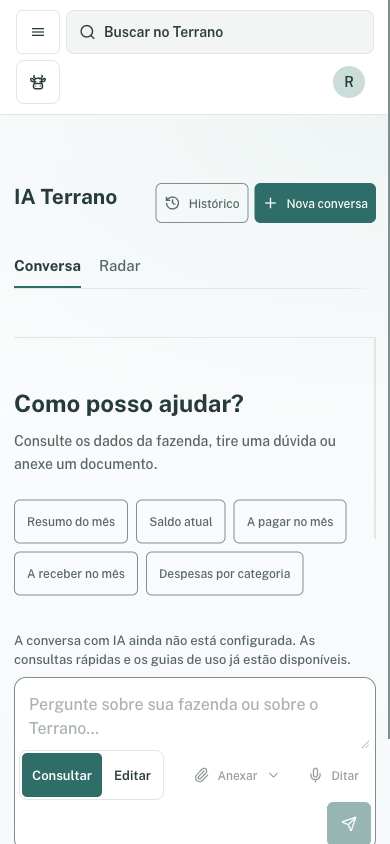 Buscar no Terrano
R
IA Terrano
Histórico
Nova conversa
Conversa
Radar
Como posso ajudar?
Consulte os dados da fazenda, tire uma dúvida ou
anexe um documento.
Resumo do mês
Saldo atual
A pagar no mês
A receber no mês
Despesas por categoria
A conversa com IA ainda não está configurada. As
consultas rápidas e os guias de uso já estão disponíveis.
Pergunte sobre sua fazenda ou sobre o
Terrano...
Consultar
Editar
Anexar
Ditar